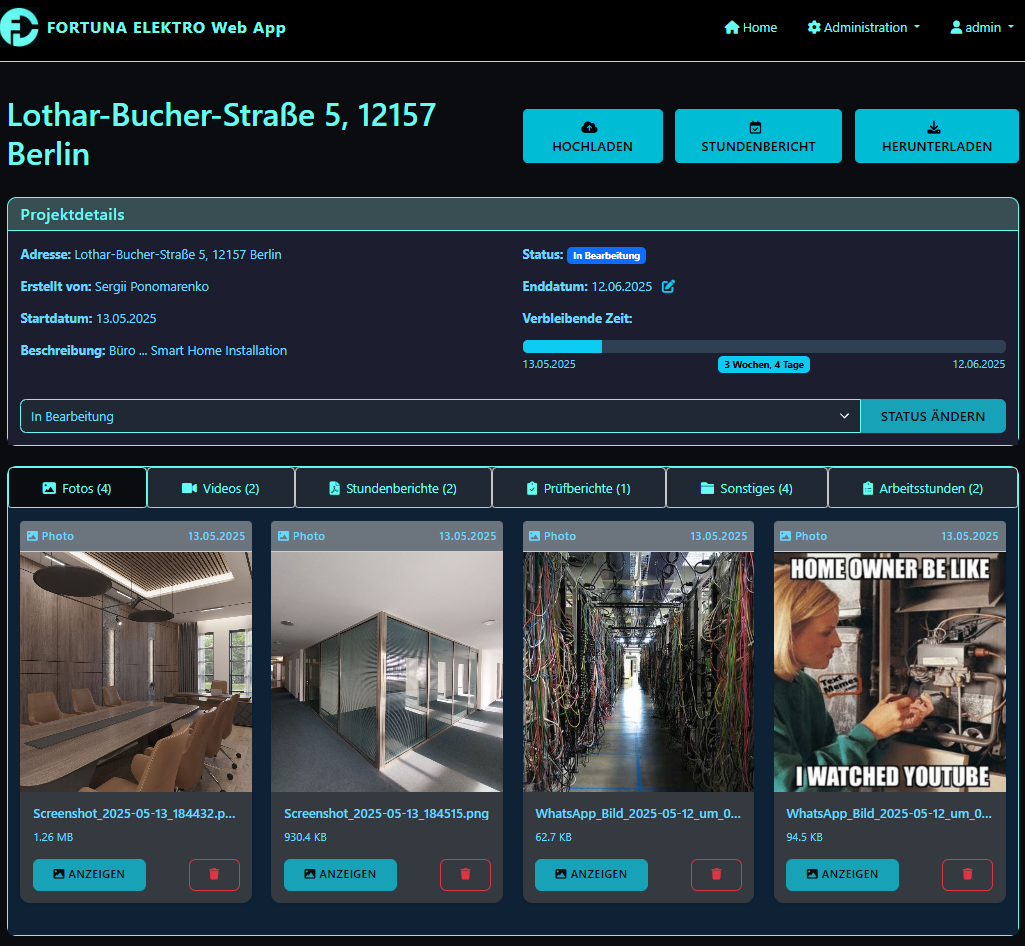 FORTUNA ELEKTRO Web App
Home
Administration
admin
Lothar-Bucher-Straße 5, 12157
Berlin
HOCHLADEN
STUNDENBERICHT
HERUNTERLADEN
Projektdetails
Adresse: Lothar-Bucher-Straße 5, 12157 Berlin
Erstellt von: Sergii Ponomarenko
Startdatum: 13.05.2025
Beschreibung: Büro ... Smart Home Installation
Status: In Bearbeitung
Enddatum: 12.06.2025
Verbleibende Zeit:
13.05.2025
3 Wochen, 4 Tage
12.06.2025
In Bearbeitung
STATUS ÄNDERN
Fotos (4)
Videos (2)
Stundenberichte (2)
Prüfberichte (1)
Sonstiges (4)
Arbeitsstunden (2)
Photo
13.05.2025
Screenshot_2025-05-13_184432.p...
1.26 MB
ANZEIGEN
Photo
13.05.2025
Screenshot_2025-05-13_184515.png
930.4 KB
ANZEIGEN
Photo
13.05.2025
WhatsApp_Bild_2025-05-12_um_0...
62.7 KB
ANZEIGEN
Photo
13.05.2025
HOME OWNER BE LIKE
Text
Memes
I WATCHED YOUTUBE
WhatsApp_Bild_2025-05-12_um_0...
94.5 KB
ANZEIGEN